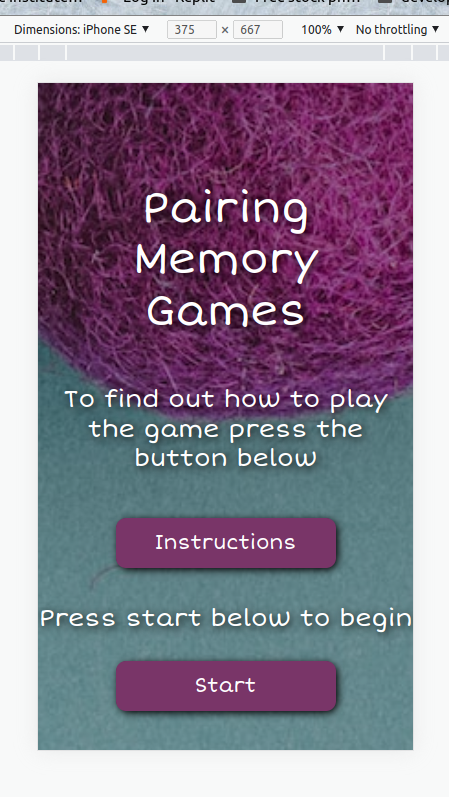 Dimensions: iPhone SE ▼ 375 × 667 100% ▼ No throttling ▼
Pairing
Memory
Games
To find out how to play
the game press the
button below
Instructions
Press start below to begin
Start